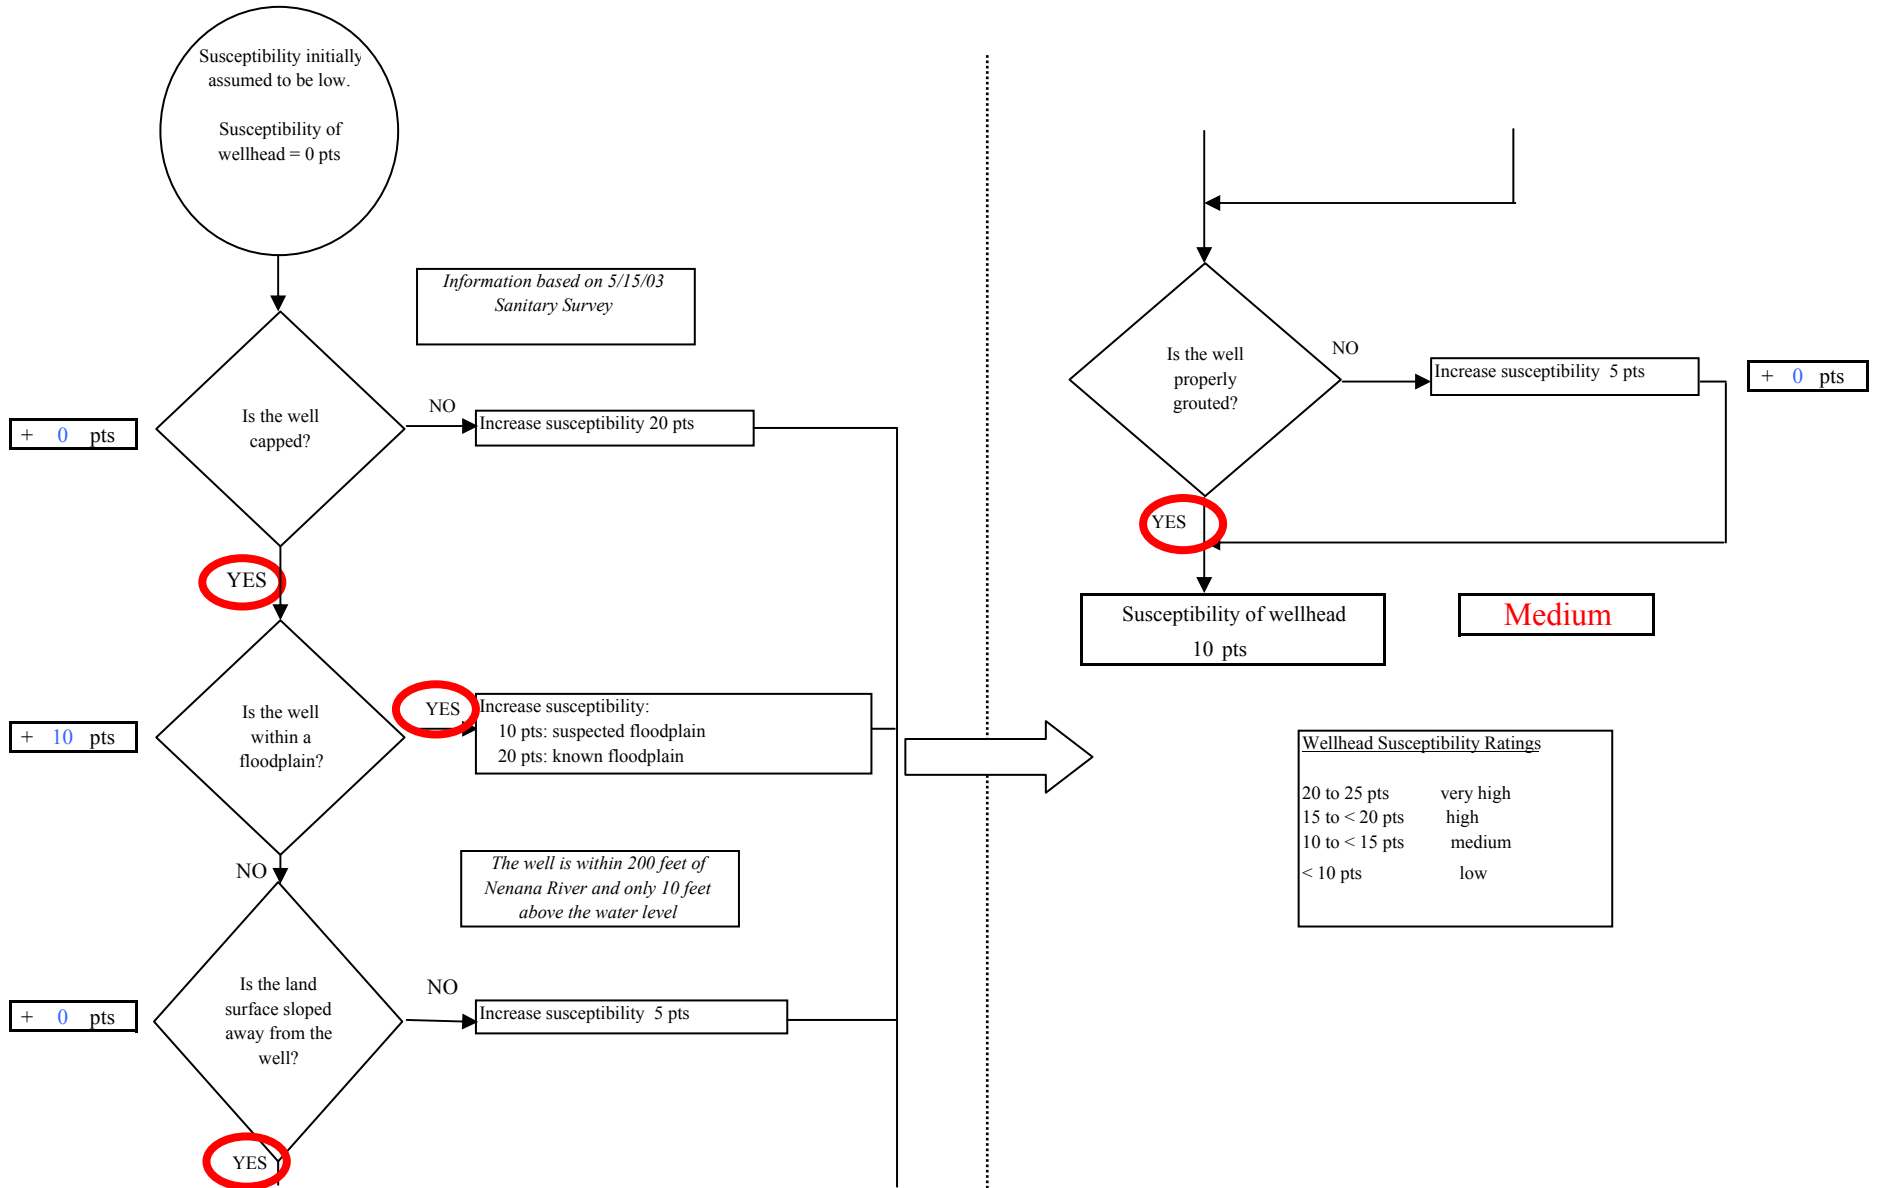 Susceptibility initially
assumed to be low.
Susceptibility of
wellhead = 0 pts
Information based on 5/15/03
Sanitary Survey
Is the well
capped?
NO
Increase susceptibility 20 pts
+ 0 pts
YES
Is the well
within a
floodplain?
YES
Increase susceptibility:
10 pts: suspected floodplain
20 pts: known floodplain
+ 10 pts
NO
The well is within 200 feet of
Nenana River and only 10 feet
above the water level
Is the land
surface sloped
away from the
well?
NO
Increase susceptibility 5 pts
+ 0 pts
YES
Is the well
properly
grouted?
NO
Increase susceptibility 5 pts
+ 0 pts
YES
Susceptibility of wellhead
10 pts
Medium
Wellhead Susceptibility Ratings
20 to 25 pts very high
15 to < 20 pts high
10 to < 15 pts medium
< 10 pts low